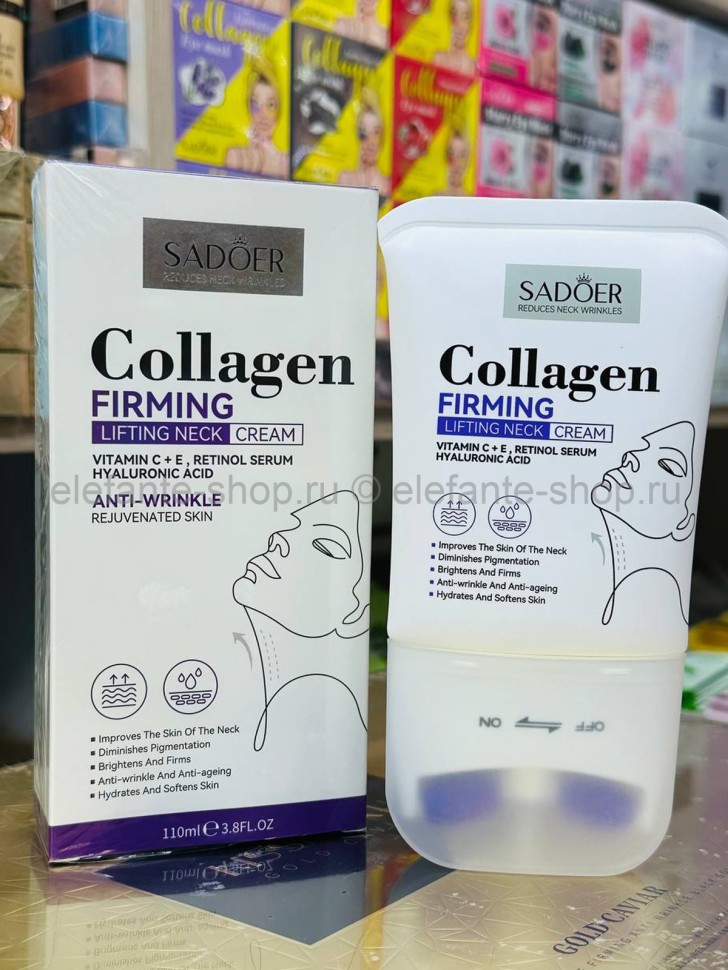 SADOER
REDUCES NECK WRINKLES
Collagen
FIRMING
LIFTING NECK CREAM
VITAMIN C + E , RETINOL SERUM
HYALURONIC ACID
ANTI-WRINKLE
REJUVENATED SKIN
Improves The Skin Of The Neck
Diminishes Pigmentation
Brightens And Firms
Anti-wrinkle And Anti-ageing
Hydrates And Softens Skin
110ml ℮ 3.8FL.OZ
SADOER
REDUCES NECK WRINKLES
Collagen
FIRMING
LIFTING NECK CREAM
VITAMIN C + E , RETINOL SERUM
HYALURONIC ACID
Improves The Skin Of The Neck
Diminishes Pigmentation
Brightens And Firms
Anti-wrinkle And Anti-ageing
Hydrates And Softens Skin
ON OFF
elefante-shop.ru © elefante-shop.ru
Collagen
Collagen
Collagen
GOLD CAVIAR